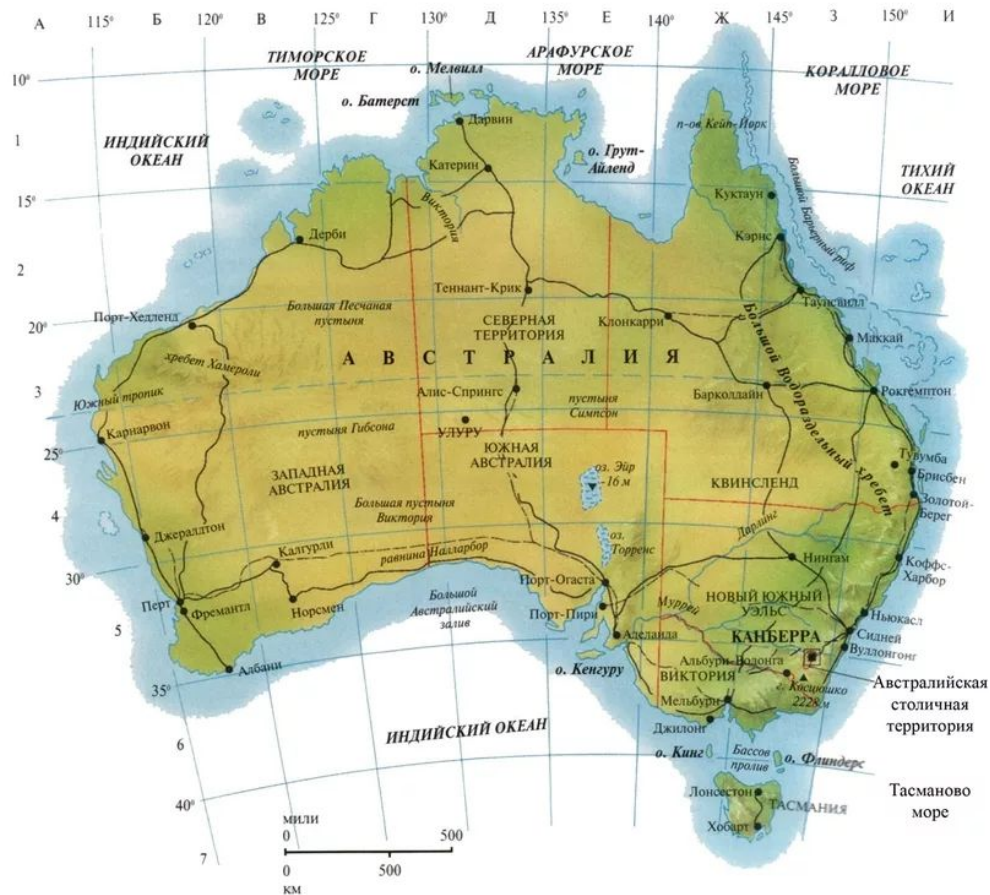 А 115° Б 120° В 125° Г 130° Д 135° Е 140° Ж 145° З 150° И
ТИМОРСКОЕ
МОРЕ
о. Мелвилл
АРАФУРСКОЕ
МОРЕ
КОРАЛЛОВОЕ
МОРЕ
10°
о. Батерст
Дарвин
п-ов Кейп-Йорк
ИНДИЙСКИЙ
ОКЕАН
1
Катерин
о. Грут-
Айленд
ТИХИЙ
ОКЕАН
15°
Виктория
Куктаун
Большой Барьерный риф
Дерби
Кэрнс
2
Теннант-Крик
Большая Песчаная
пустыня
Таунсвилл
Порт-Хедленд
20°
СЕВЕРНАЯ
ТЕРРИТОРИЯ
Клонкарри
Маккай
хребет Хамерсли
АВСТРАЛИЯ
Большой Водораздельный хребет
3
Южный тропик
Алис-Спрингс
пустыня
Симпсон
Барколдайн
Рокгемптон
Карнарвон
пустыня Гибсона
УЛУРУ
25°
ЮЖНАЯ
АВСТРАЛИЯ
Тувумба
ЗАПАДНАЯ
АВСТРАЛИЯ
оз. Эйр
-16 м
КВИНСЛЕНД
Брисбен
Золотой-
Берег
4
Большая пустыня
Виктория
Джералдтон
оз.
Торренс
Дарлинг
Калгурли
равнина Налларбор
Нингам
Коффс-
Харбор
30°
Порт-Огаста
Перт
Фремантл
Норсмен
Большой
Австралийский
залив
Порт-Пири
Муррей
НОВЫЙ ЮЖНЫЙ
УЭЛЬС
Ньюкасл
5
Аделаида
КАНБЕРРА
Сидней
Вуллонгонг
Албани
о. Кенгуру
Альбури-Водонга
ВИКТОРИЯ
35°
г. Косцюшко
2228 м
Австралийская
столичная
территория
Мельбурн
ИНДИЙСКИЙ ОКЕАН
Джилонг
6
о. Кинг
Бассов
пролив
о. Флиндерс
40°
Лонсестон
ТАСМАНИЯ
Тасманово
море
мили
0 500
Хобарт
7
0 500
км